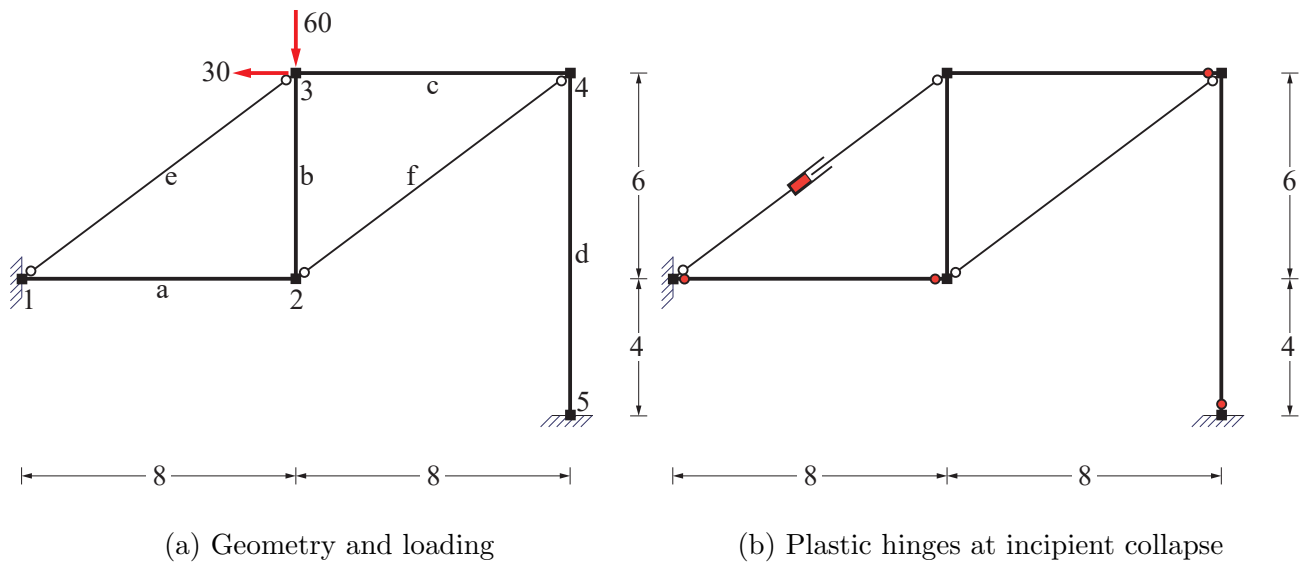 60
30
3
c
4
e
b
f
6
6
d
1
a
2
4
4
5
8
8
8
8
(a) Geometry and loading
(b) Plastic hinges at incipient collapse